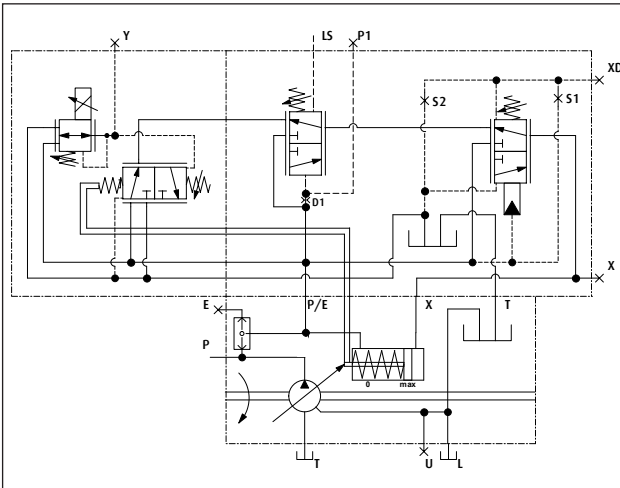 Y LS P1
XD
S2 S1
D1
X
E P/E X T
P
0 max
T U L